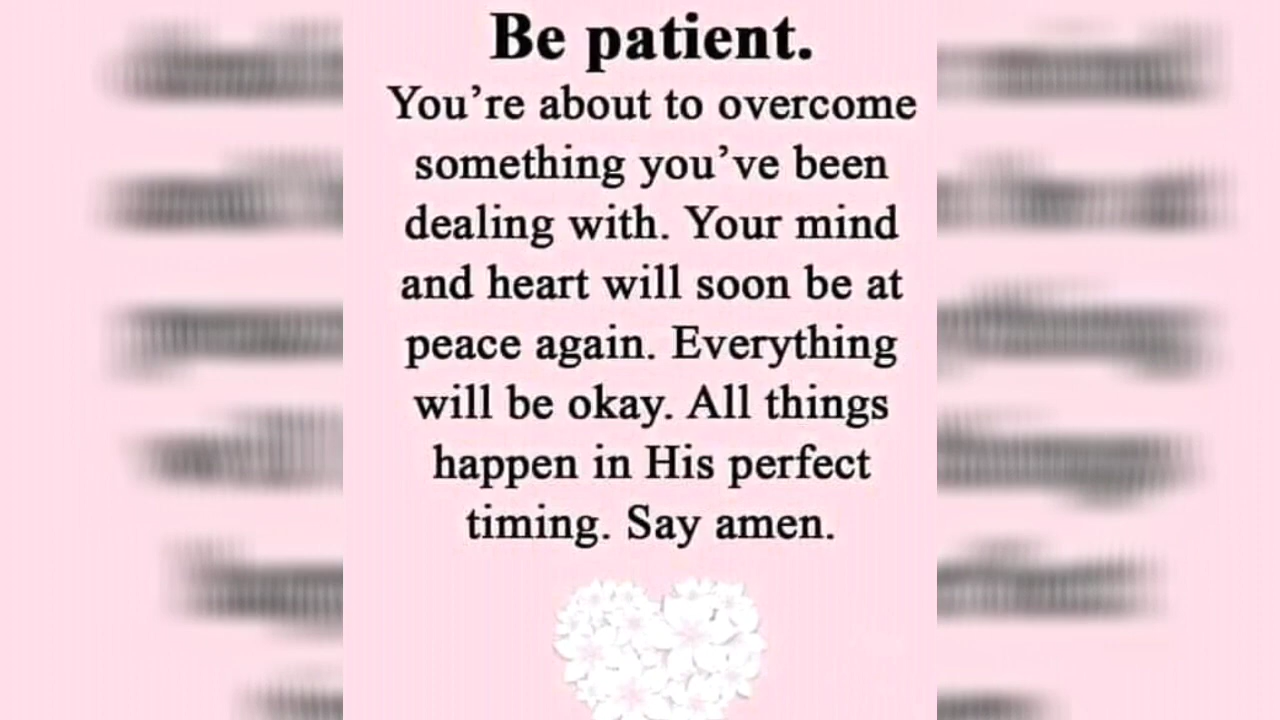 Be patient.
You’re about to overcome
something you’ve been
dealing with. Your mind
and heart will soon be at
peace again. Everything
will be okay. All things
happen in His perfect
timing. Say amen.